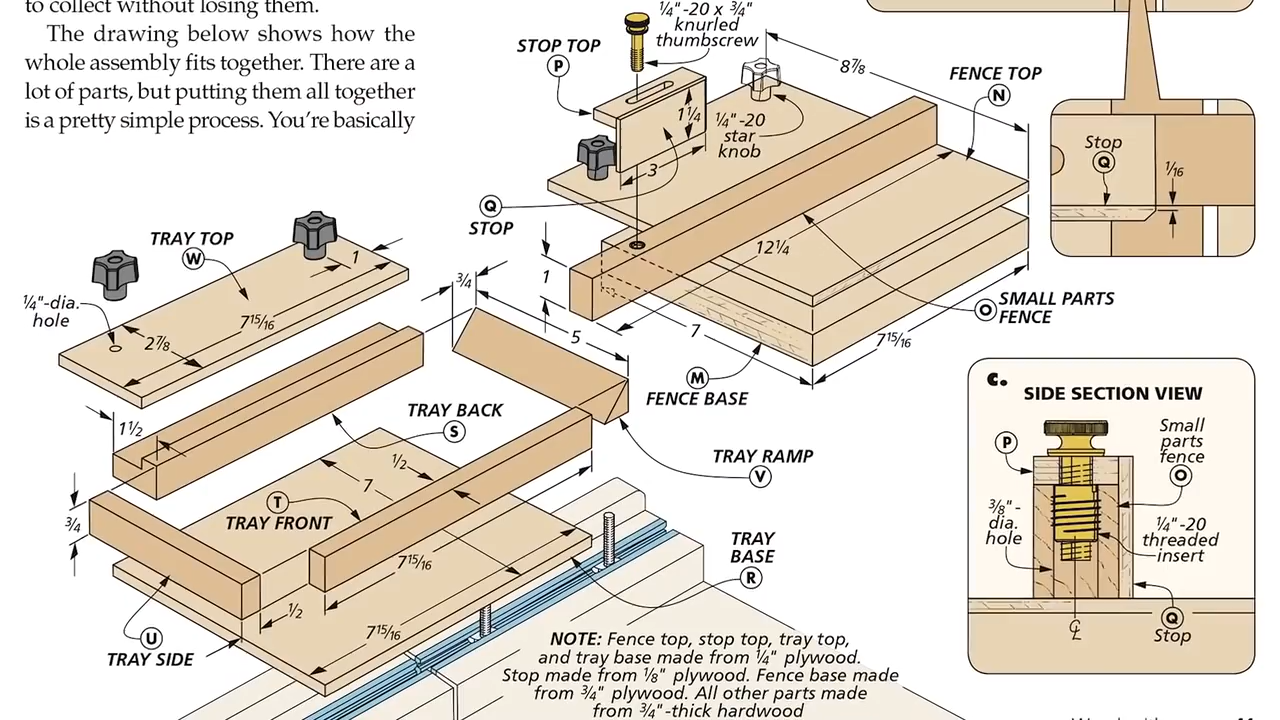 to collect without losing them.
The drawing below shows how the
whole assembly fits together. There are a
lot of parts, but putting them all together
is a pretty simple process. You’re basically
¼"-20 x ¾"
knurled
thumbscrew
STOP TOP
P
8⅞
FENCE TOP
N
1¼
¼"-20
star
knob
3
Q
STOP
12¼
1
7
7 15/16
O SMALL PARTS
FENCE
M
FENCE BASE
Stop
Q
1/16
TRAY TOP
W
1
¼"-dia.
hole
7 15/16
2⅞
¾
5
1½
TRAY BACK
S
½
7
T
TRAY FRONT
TRAY RAMP
V
¾
7 15/16
TRAY
BASE
R
½
7 15/16
U
TRAY SIDE
NOTE: Fence top, stop top, tray top,
and tray base made from ¼" plywood.
Stop made from ⅛" plywood. Fence base made
from ¾" plywood. All other parts made
from ¾"-thick hardwood
c.
SIDE SECTION VIEW
P
Small
parts
fence
O
⅜"-
dia.
hole
¼"-20
threaded
insert
℄
Q
Stop